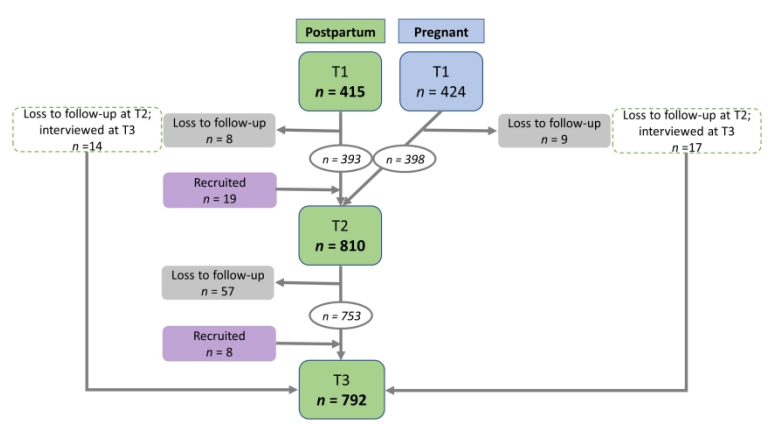 Postpartum
Pregnant
T1
n = 415
T1
n = 424
Loss to follow-up at T2;
interviewed at T3
n =14
Loss to follow-up
n = 8
Loss to follow-up
n = 9
Loss to follow-up at T2;
interviewed at T3
n =17
n = 393
n = 398
Recruited
n = 19
T2
n = 810
Loss to follow-up
n = 57
n = 753
Recruited
n = 8
T3
n = 792